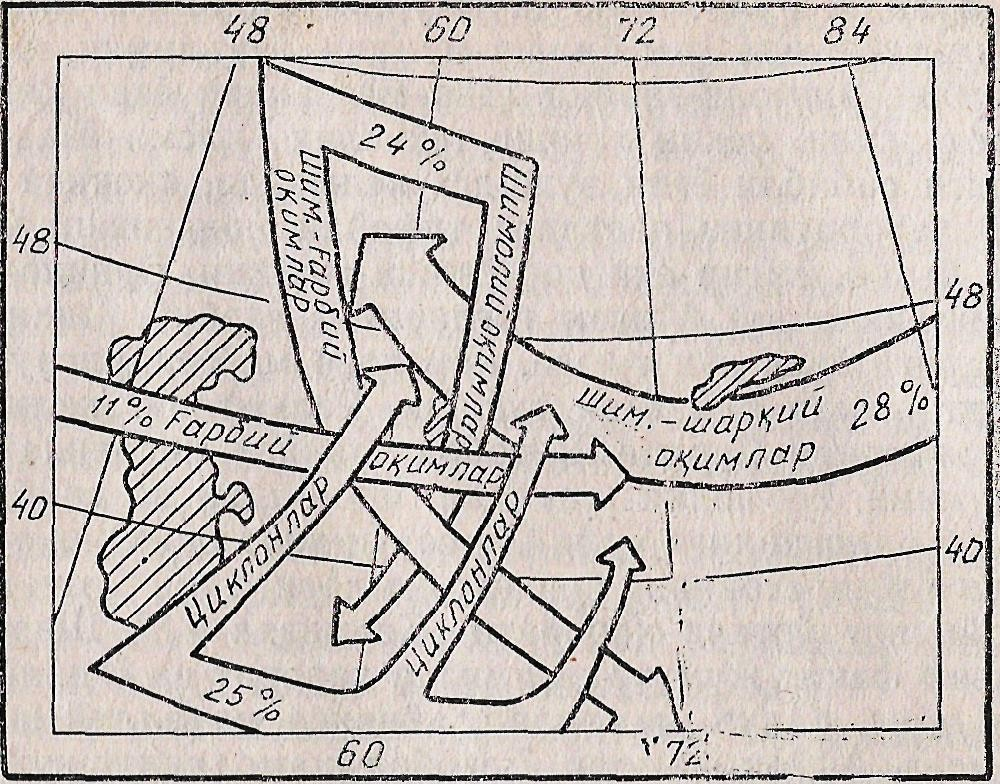 48 60 72 84
24%
ШИМ.-ҒАРБИЙ
ОҚИМЛАР
ШИМОЛИЙ ОҚИМЛАР
48
48
11% ҒАРБИЙ ОҚИМЛАР
ШИМ.-ШАРҚИЙ 28%
ОҚИМЛАР
40
40
ЦИКЛОНЛАР
ЦИКЛОНЛАР
25%
60 72